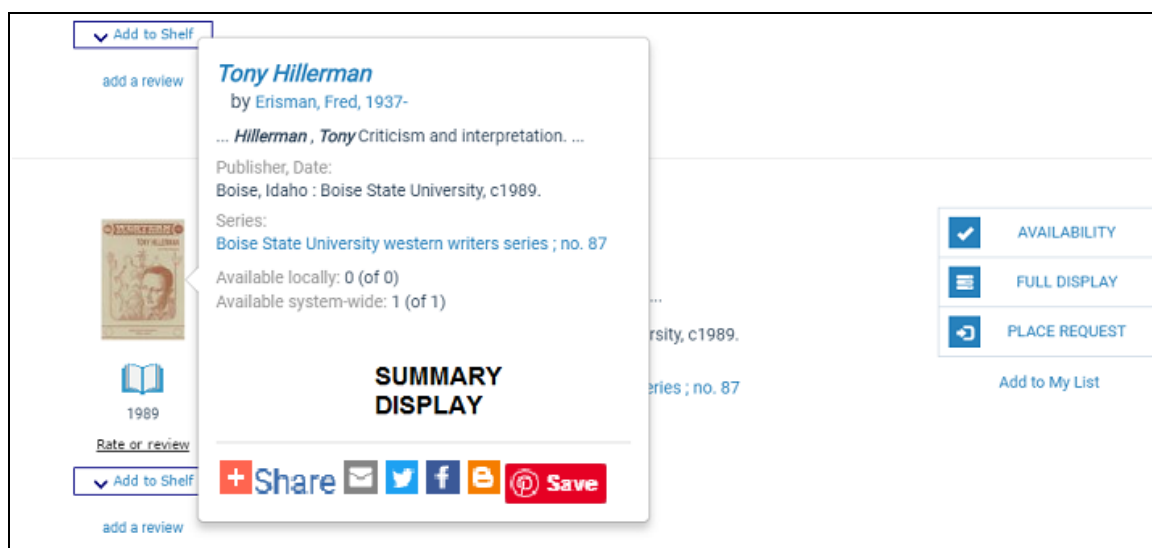 Add to Shelf
add a review
Tony Hillerman
by Erisman, Fred, 1937-
... Hillerman , Tony Criticism and interpretation. ...
Publisher, Date:
Boise, Idaho : Boise State University, c1989.
Series:
Boise State University western writers series ; no. 87
Available locally: 0 (of 0)
Available system-wide: 1 (of 1)
SUMMARY
DISPLAY
Share
Save
TONY HILLERMAN
1989
Rate or review
Add to Shelf
add a review
...
rsity, c1989.
eries ; no. 87
AVAILABILITY
FULL DISPLAY
PLACE REQUEST
Add to My List